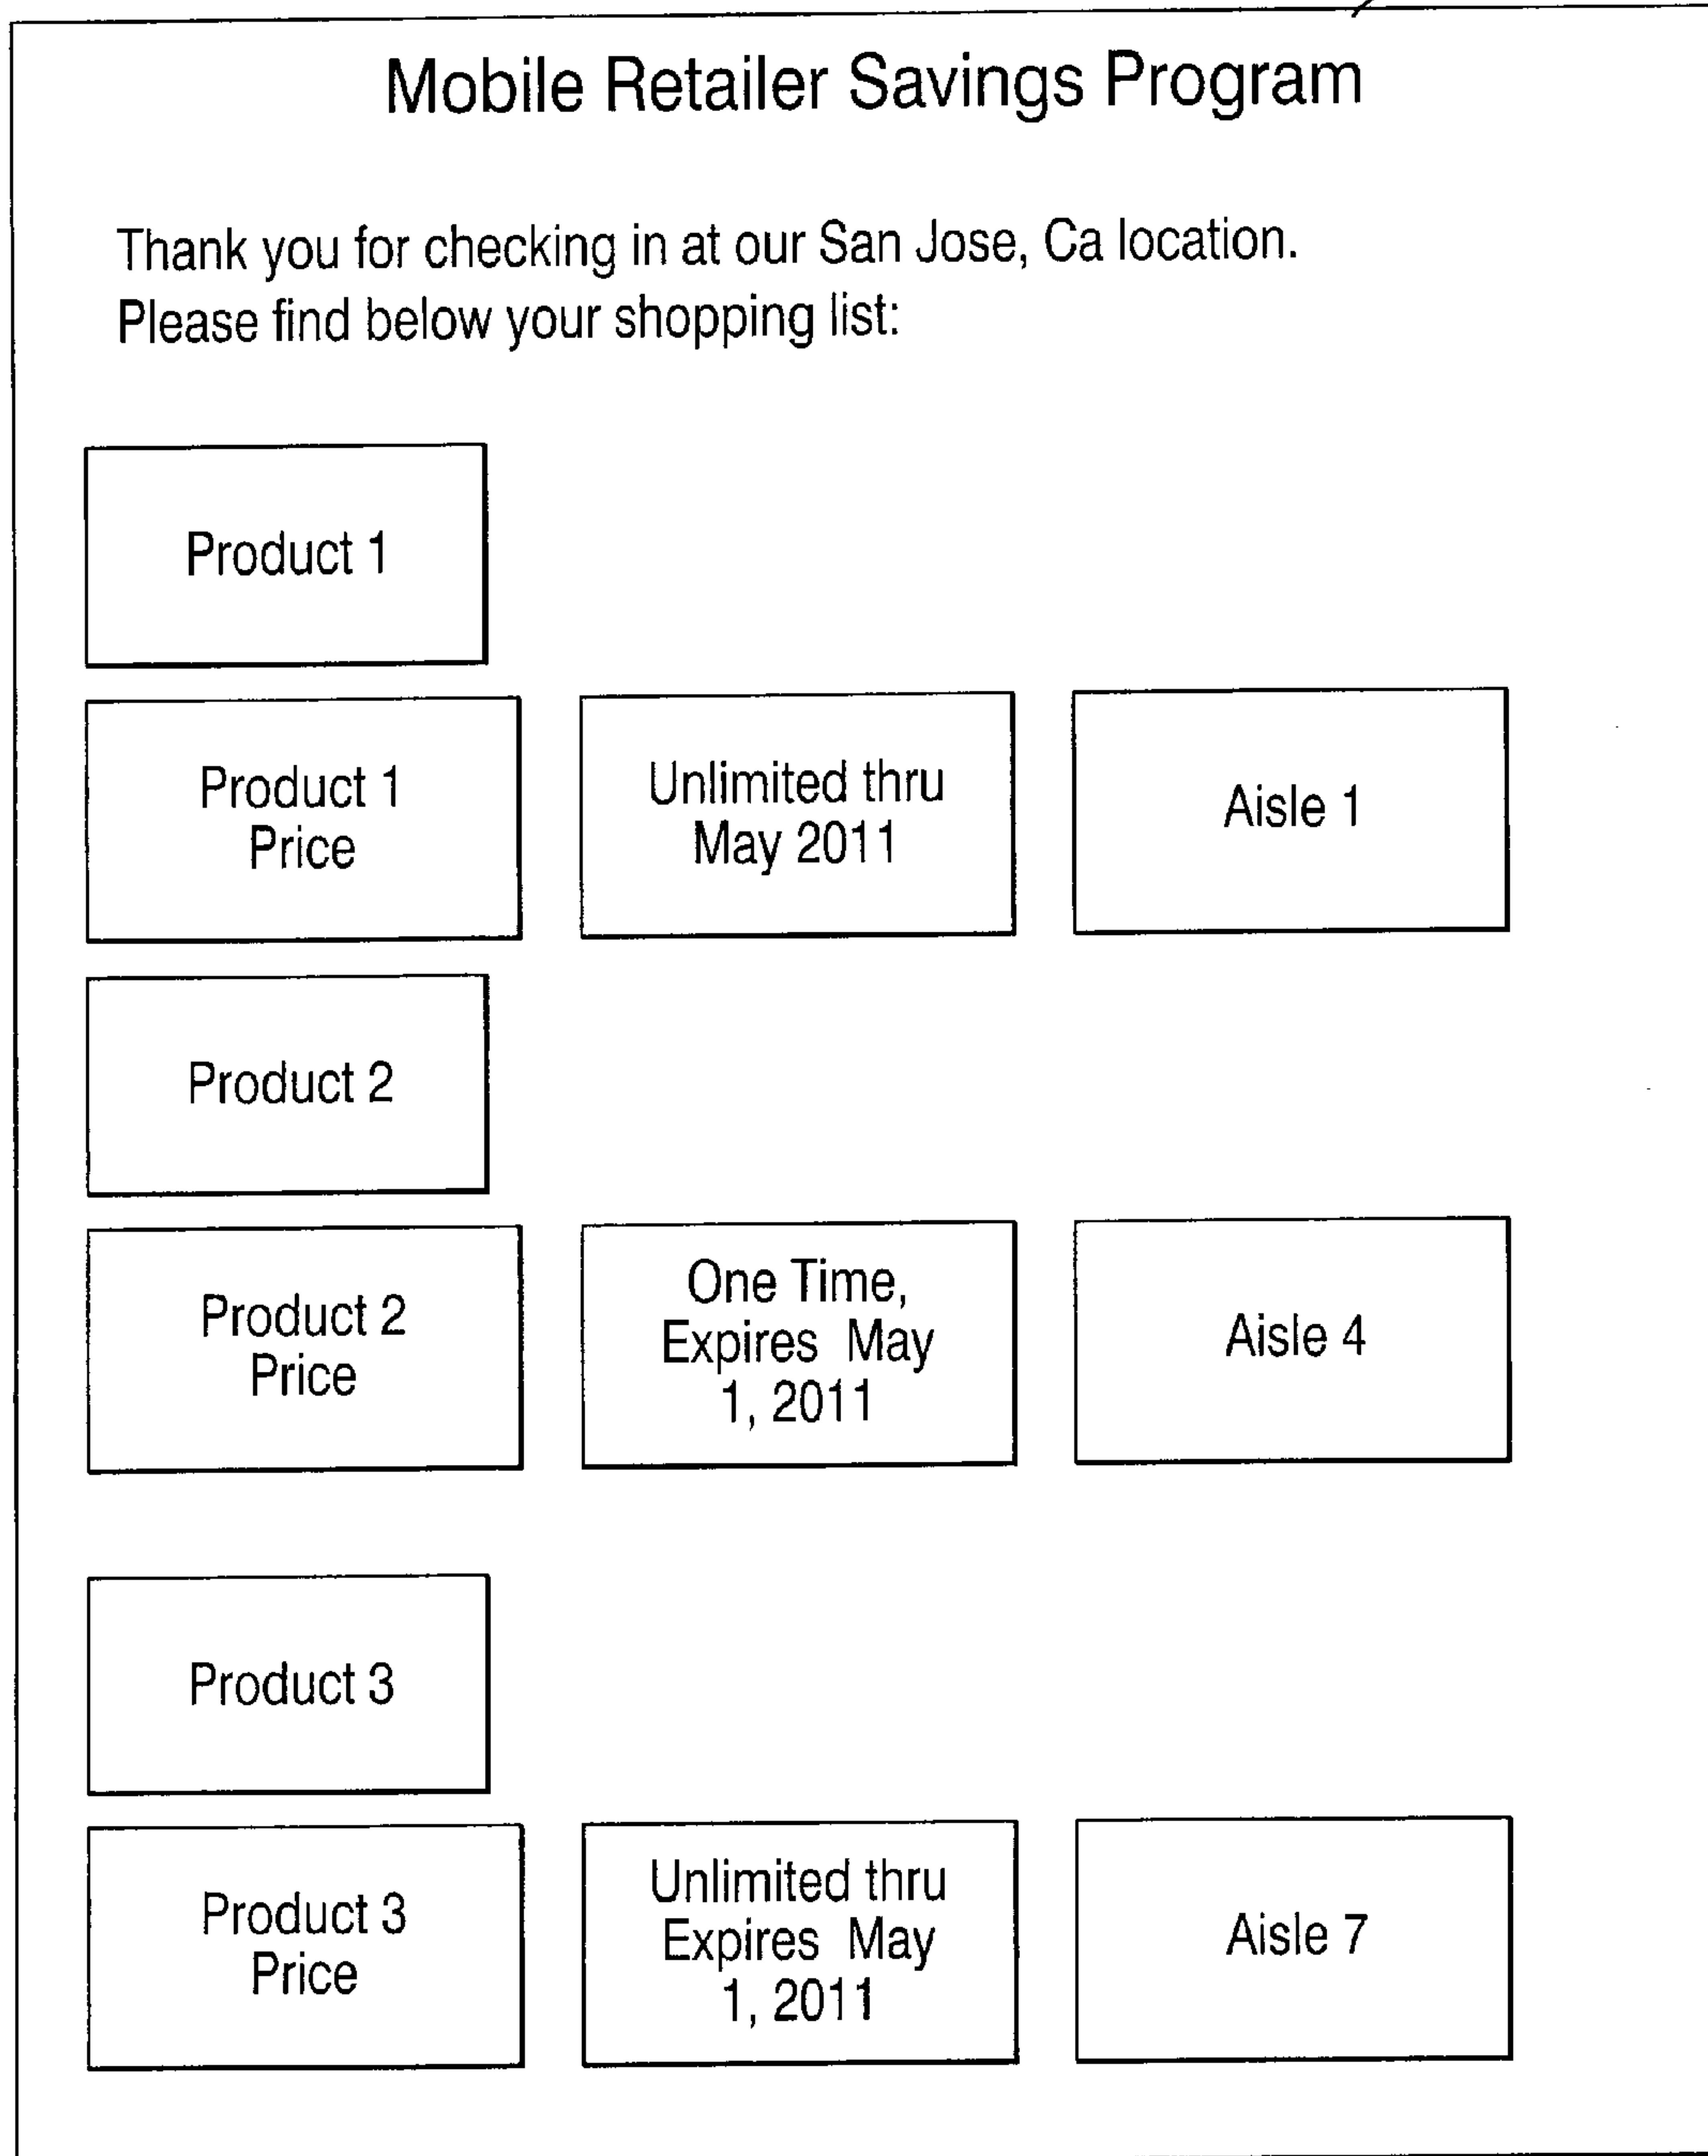 Mobile Retailer Savings Program
Thank you for checking in at our San Jose, Ca location.
Please find below your shopping list:
Product 1
Product 1
Price
Unlimited thru
May 2011
Aisle 1
Product 2
Product 2
Price
One Time,
Expires May
1, 2011
Aisle 4
Product 3
Product 3
Price
Unlimited thru
Expires May
1, 2011
Aisle 7